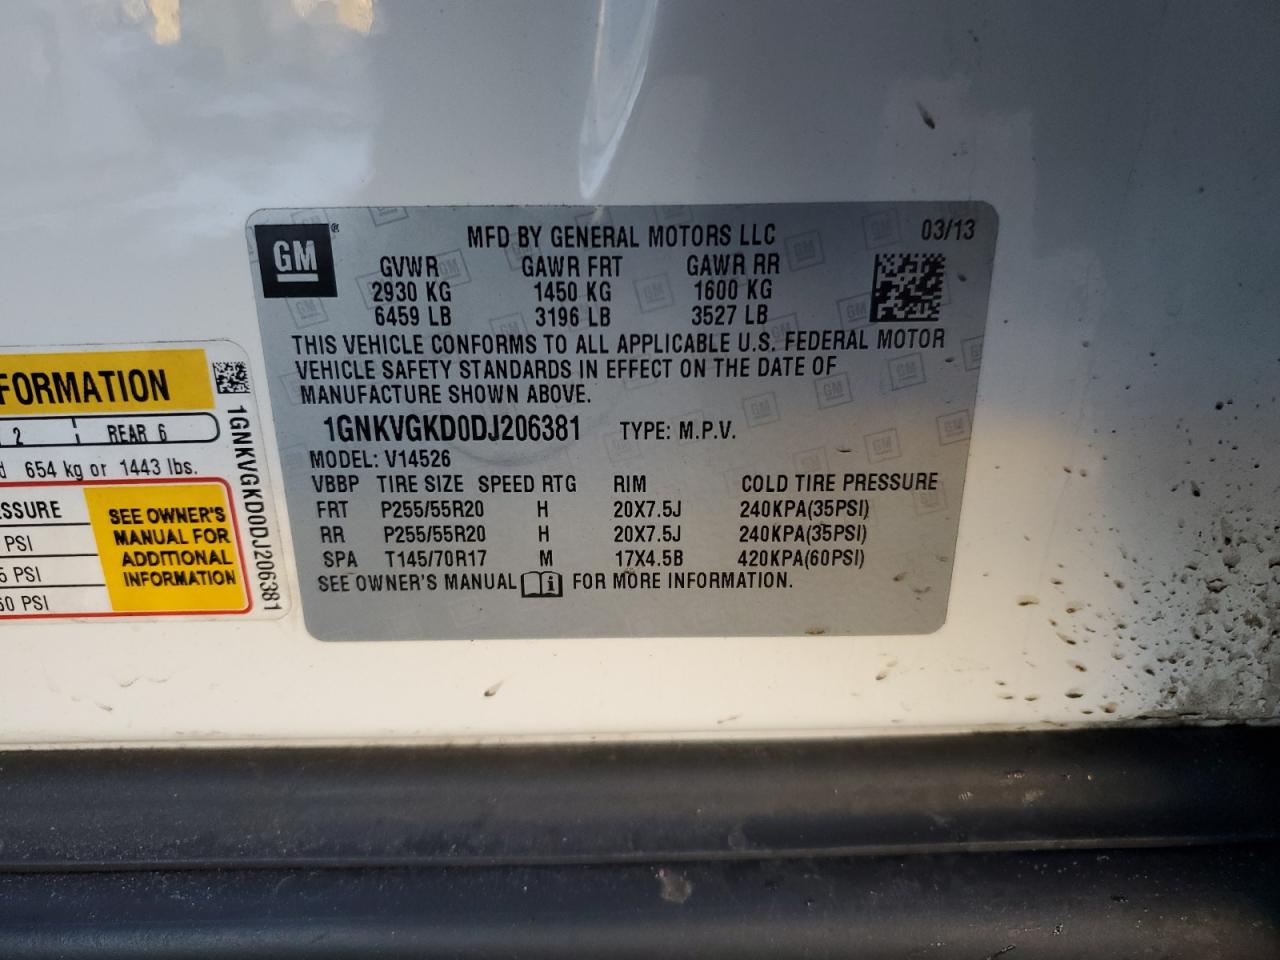 GM
®
MFD BY GENERAL MOTORS LLC 03/13
GVWR GAWR FRT GAWR RR
2930 KG 1450 KG 1600 KG
6459 LB 3196 LB 3527 LB
THIS VEHICLE CONFORMS TO ALL APPLICABLE U.S. FEDERAL MOTOR
VEHICLE SAFETY STANDARDS IN EFFECT ON THE DATE OF
MANUFACTURE SHOWN ABOVE.
1GNKVGKD0DJ206381 TYPE: M.P.V.
MODEL: V14526
VBBP TIRE SIZE SPEED RTG RIM COLD TIRE PRESSURE
FRT P255/55R20 H 20X7.5J 240KPA(35PSI)
RR P255/55R20 H 20X7.5J 240KPA(35PSI)
SPA T145/70R17 M 17X4.5B 420KPA(60PSI)
SEE OWNER'S MANUAL i FOR MORE INFORMATION.
FORMATION
2 REAR 6
654 kg or 1443 lbs.
SSURE
PSI
5 PSI
60 PSI
SEE OWNER'S
MANUAL FOR
ADDITIONAL
INFORMATION
1GNKVGKD0DJ206381